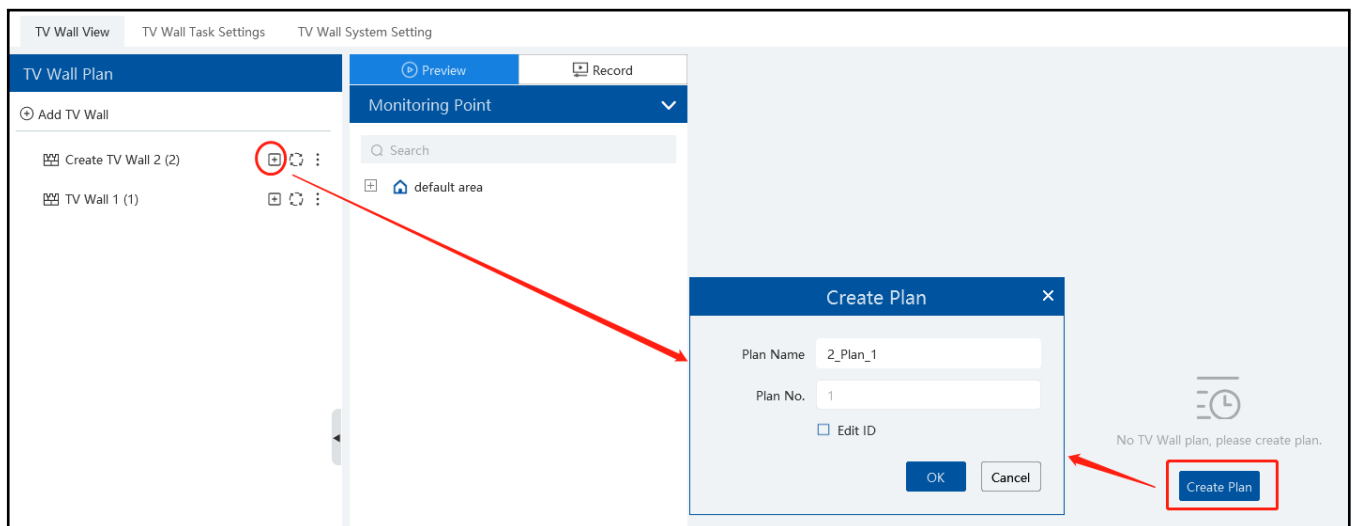 TV Wall View TV Wall Task Settings TV Wall System Setting
TV Wall Plan
Add TV Wall
Create TV Wall 2 (2)
TV Wall 1 (1)
Preview Record
Monitoring Point
Search
default area
Create Plan
Plan Name 2_Plan_1
Plan No. 1
Edit ID
OK Cancel
No TV Wall plan, please create plan.
Create Plan